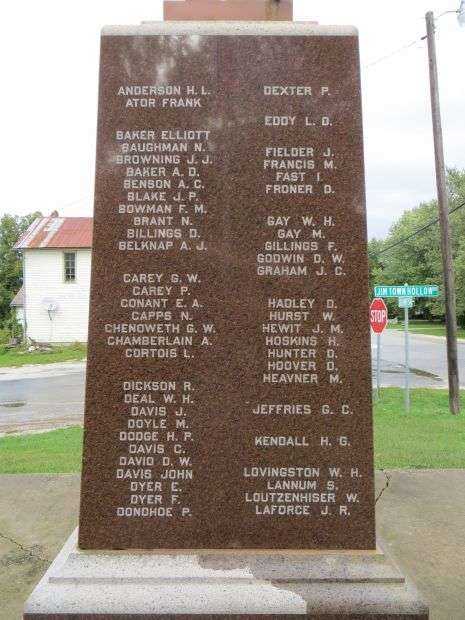 ANDERSON H. L.
ATOR FRANK
BAKER ELLIOTT
BAUGHMAN N.
BROWNING J. J.
BAKER A. D.
BENSON A. C.
BLAKE J. P.
BOWMAN F. M.
BRANT N.
BILLINGS D.
BELKNAP A. J.
CAREY G. W.
CAREY P.
CONANT E. A.
CAPPS N.
CHENOWETH G. W.
CHAMBERLAIN A.
CORTOIS L.
DICKSON R.
DEAL W. H.
DAVIS J.
DOYLE M.
DODGE H. P.
DAVIS C.
DAVID D. W.
DAVIS JOHN
DYER E.
DYER F.
DONOHOE P.
DEXTER P.
EDDY L. D.
FIELDER J.
FRANCIS M.
FAST I
FRONER D.
GAY W. H.
GAY M.
GILLINGS F.
GODWIN D. W.
GRAHAM J. C.
HADLEY D.
HURST W.
HEWIT J. M.
HOSKINS H.
HUNTER D.
HOOVER D.
HEAVNER M.
JEFFRIES G. C.
KENDALL H. G.
LOVINGSTON W. H.
LANNUM S.
LOUTZENHISER W.
LAFORCE J. R.
JIM TOWN HOLLOW
STOP